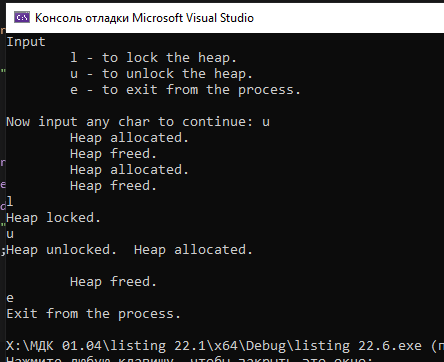 Консоль отладки Microsoft Visual Studio
Input
l - to lock the heap.
u - to unlock the heap.
e - to exit from the process.
Now input any char to continue: u
Heap allocated.
Heap freed.
Heap allocated.
Heap freed.
l
Heap locked.
u
Heap unlocked.  Heap allocated.
Heap freed.
e
Exit from the process.
X:\МДК 01.04\listing 22.1\x64\Debug\listing 22.6.exe (п
Нажмите любую клавишу, чтобы закрыть это окно: